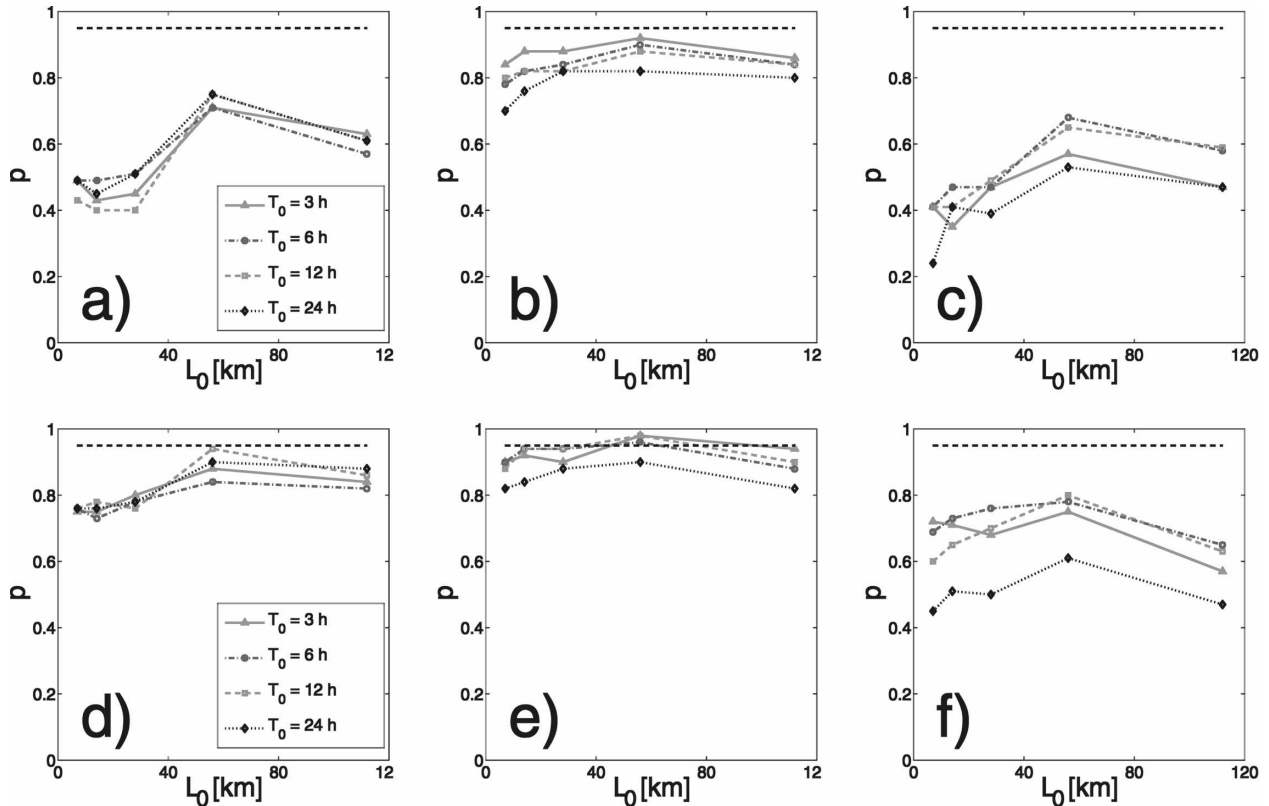 1
0.8
0.6
0.4
0.2
0
p
a)
T0 = 3 h
T0 = 6 h
T0 = 12 h
T0 = 24 h
0 40 80 12
L0 [km]
1
0.8
0.6
0.4
0.2
0
p
b)
0 40 80 12
L0 [km]
1
0.8
0.6
0.4
0.2
0
p
c)
0 40 80 120
L0 [km]
1
0.8
0.6
0.4
0.2
0
p
d)
T0 = 3 h
T0 = 6 h
T0 = 12 h
T0 = 24 h
0 40 80 12
L0 [km]
1
0.8
0.6
0.4
0.2
0
p
e)
0 40 80 12
L0 [km]
1
0.8
0.6
0.4
0.2
0
p
f)
0 40 80 120
L0 [km]